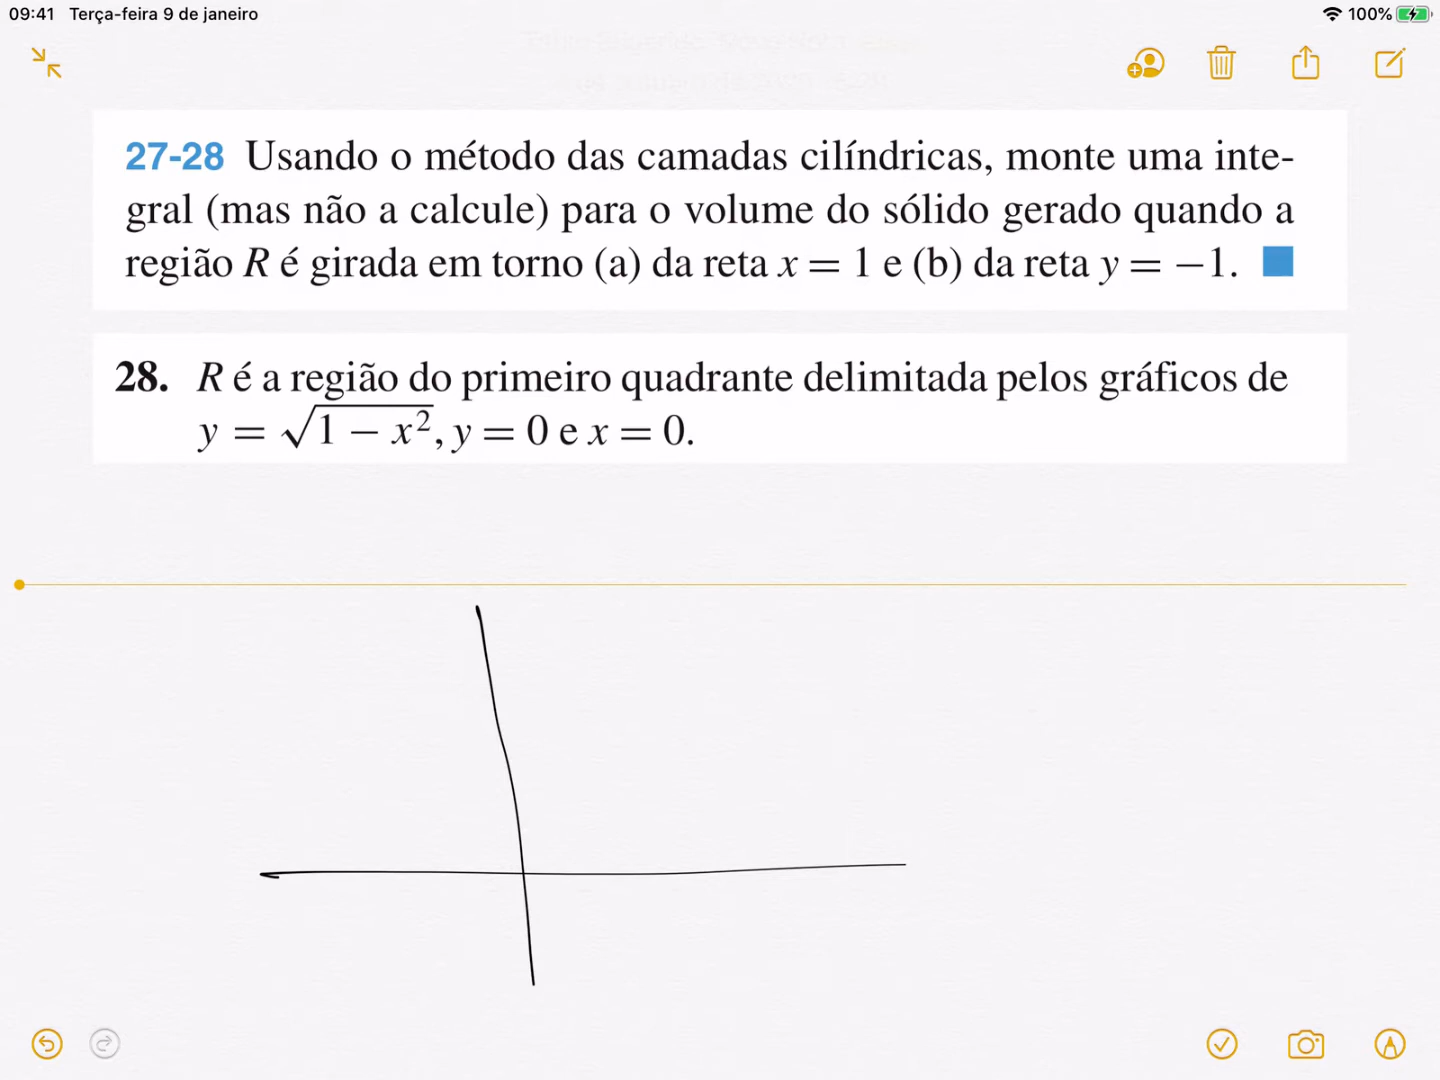 09:41 Terça-feira 9 de janeiro 100%
27-28 Usando o método das camadas cilíndricas, monte uma inte-
gral (mas não a calcule) para o volume do sólido gerado quando a
região R é girada em torno (a) da reta x = 1 e (b) da reta y = −1.
28. R é a região do primeiro quadrante delimitada pelos gráficos de
y = √1 − x², y = 0 e x = 0.